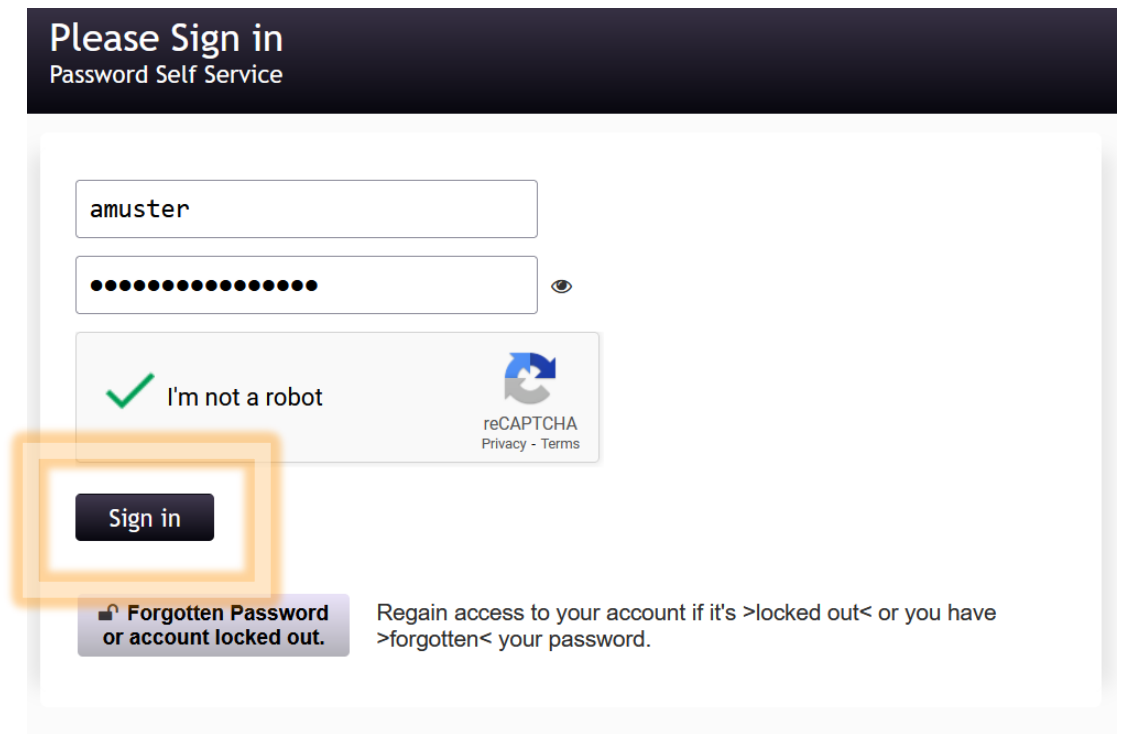 Please Sign in
Password Self Service
amuster
●●●●●●●●●●●●●●●●
I'm not a robot
reCAPTCHA
Privacy - Terms
Sign in
Forgotten Password
or account locked out.
Regain access to your account if it's >locked out< or you have
>forgotten< your password.